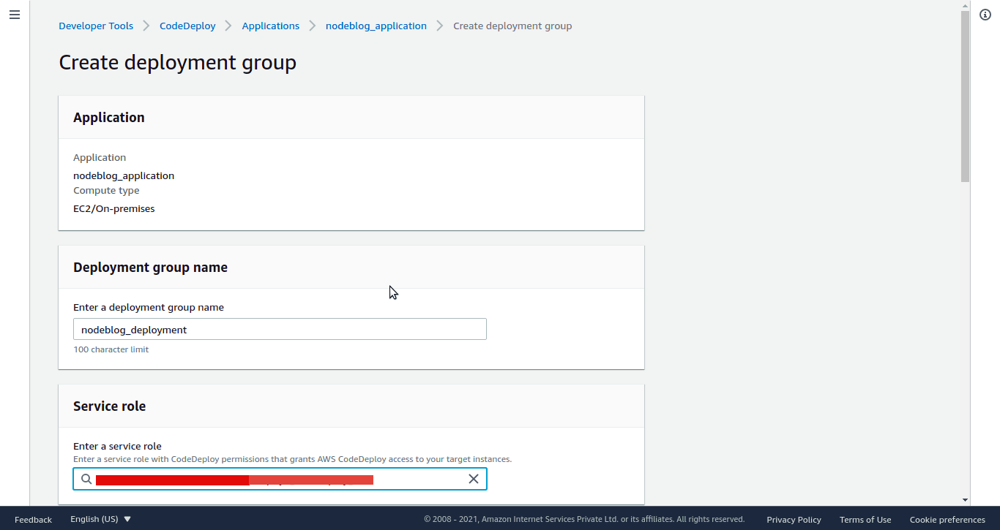 Developer Tools > CodeDeploy > Applications > nodeblog_application > Create deployment group
Create deployment group
Application
Application
nodeblog_application
Compute type
EC2/On-premises
Deployment group name
Enter a deployment group name
nodeblog_deployment
100 character limit
Service role
Enter a service role
Enter a service role with CodeDeploy permissions that grants AWS CodeDeploy access to your target instances.
Feedback English (US) © 2008 - 2021, Amazon Internet Services Private Ltd. or its affiliates. All rights reserved. Privacy Policy Terms of Use Cookie preferences